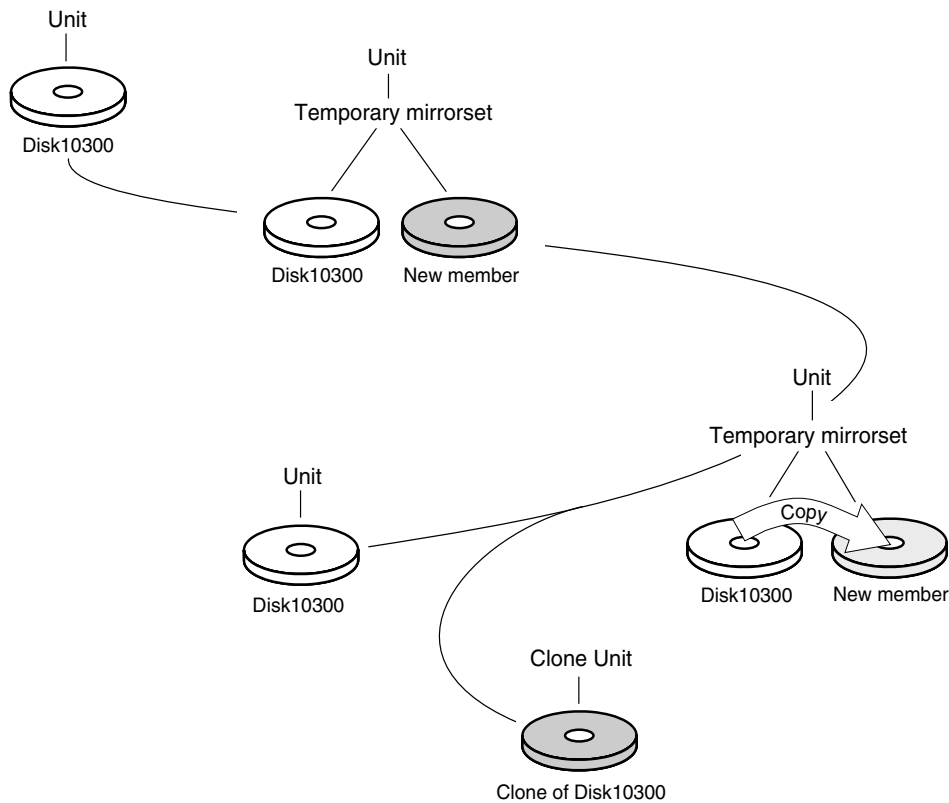 Unit
Disk10300
Unit
Temporary mirrorset
Disk10300
New member
Unit
Temporary mirrorset
Copy
Disk10300
New member
Unit
Disk10300
Clone Unit
Clone of Disk10300